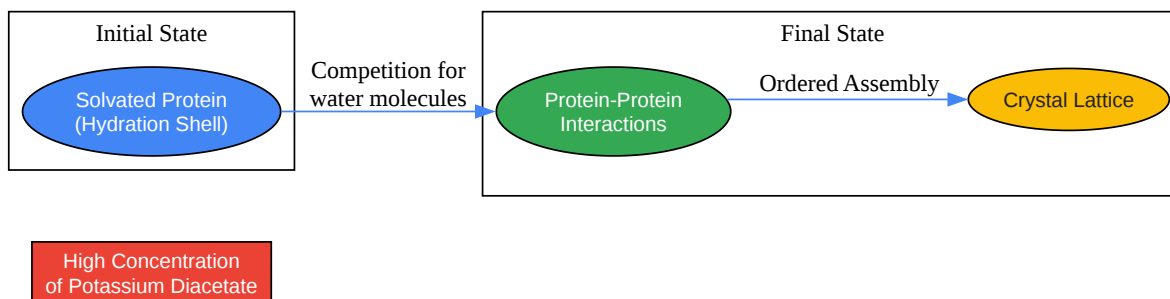 Initial State
Solvated Protein
(Hydration Shell)
Competition for
water molecules
Final State
Protein-Protein
Interactions
Ordered Assembly
Crystal Lattice
High Concentration
of Potassium Diacetate